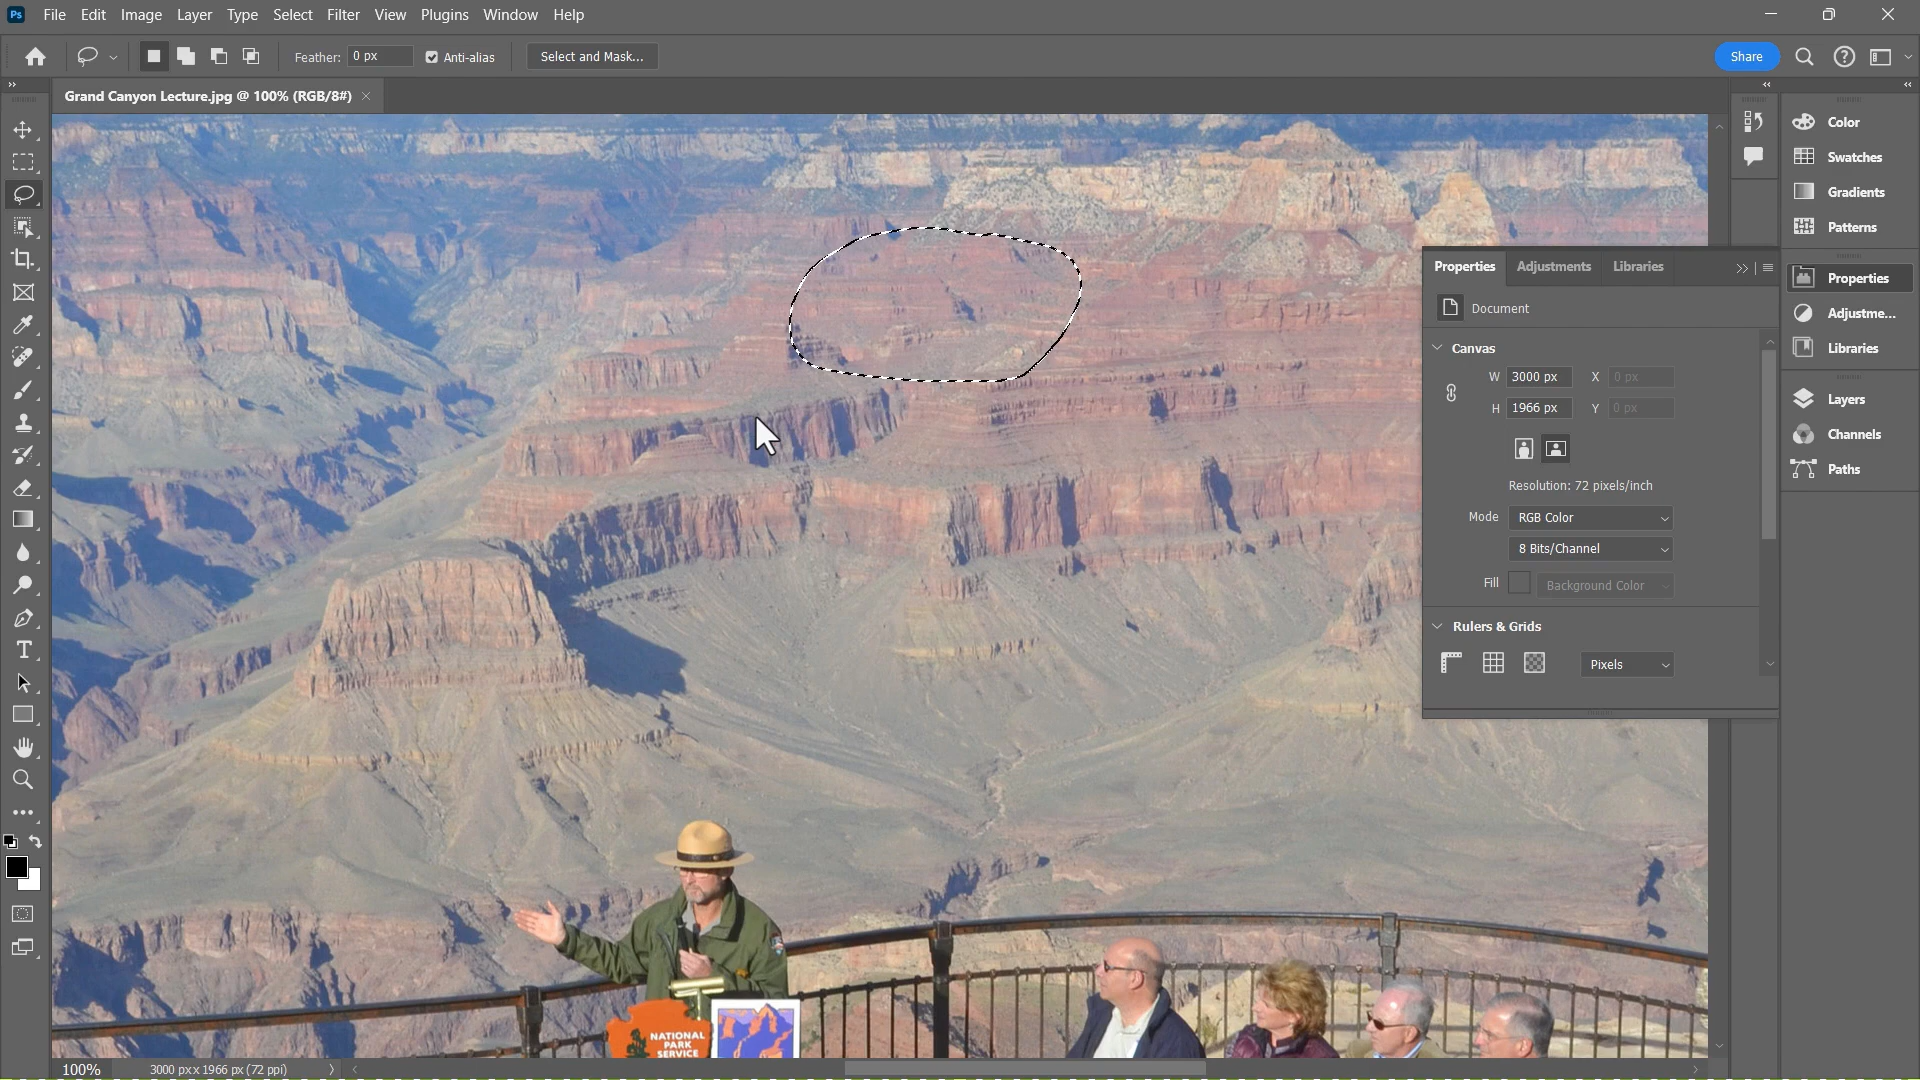 Ps File Edit Image Layer Type Select Filter View Plugins Window Help
Feather: 0 px Anti-alias Select and Mask... Share
Grand Canyon Lecture.jpg @ 100% (RGB/8#)
Color
Swatches
Gradients
Patterns
Properties
Adjustme...
Libraries
Layers
Channels
Paths
Properties Adjustments Libraries
Document
Canvas
W 3000 px X 0 px
H 1966 px Y 0 px
Resolution: 72 pixels/inch
Mode RGB Color
8 Bits/Channel
Fill Background Color
Rulers & Grids
Pixels
NATIONAL
PARK
SERVICE
100% 3000 px x 1966 px (72 ppi)